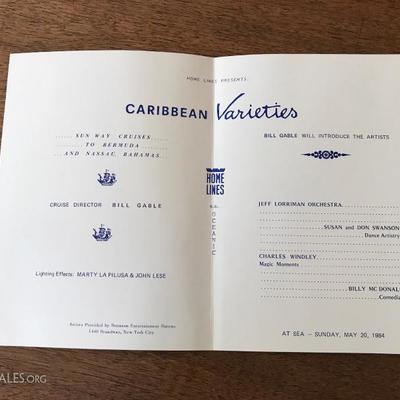 HOME LINES PRESENTS:
CARIBBEAN Varieties
...... SUN WAY CRUISES .....
........ TO BERMUDA ........
.... AND NASSAU, BAHAMAS....
CRUISE DIRECTOR - BILL GABLE
Lighting Effects: MARTY LA PILUSA & JOHN LESE
1440 Broadway, New York City
HOME
LINES
s.s.
OCEANIC
BILL GABLE WILL INTRODUCE THE ARTISTS
JEFF LORRIMAN ORCHESTRA
SUSAN and DON SWANSON
Dance Artistry
CHARLES WINDLEY
Magic Moments
BILLY MC DONAL
Comedia
AT SEA – SUNDAY, MAY 20, 1984
ALES.ORG